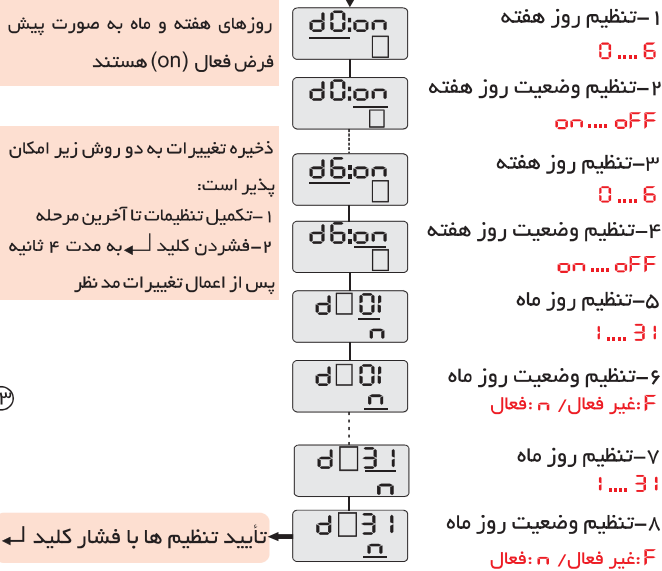 ۱-تنظیم روز هفته
0 .... 6
d0:on
روزهای هفته و ماه به صورت پیش
فرض فعال (on) هستند
۲-تنظیم وضعیت روز هفته
on .... oFF
d0:on
ذخیره تغییرات به دو روش زیر امکان
پذیر است:
۱-تکمیل تنظیمات تا آخرین مرحله
۲-فشردن کلید ↵ به مدت ۴ ثانیه
پس از اعمال تغییرات مد نظر
۳-تنظیم روز هفته
0 .... 6
d6:on
۴-تنظیم وضعیت روز هفته
on .... oFF
d6:on
۵-تنظیم روز ماه
1 .... 31
d 01
n
۶-تنظیم وضعیت روز ماه
F:غیر فعال/ n:فعال
d 01
n
۳
۷-تنظیم روز ماه
1 .... 31
d 31
n
۸-تنظیم وضعیت روز ماه
F:غیر فعال/ n:فعال
d 31
n
تأیید تنظیم ها با فشار کلید ↵